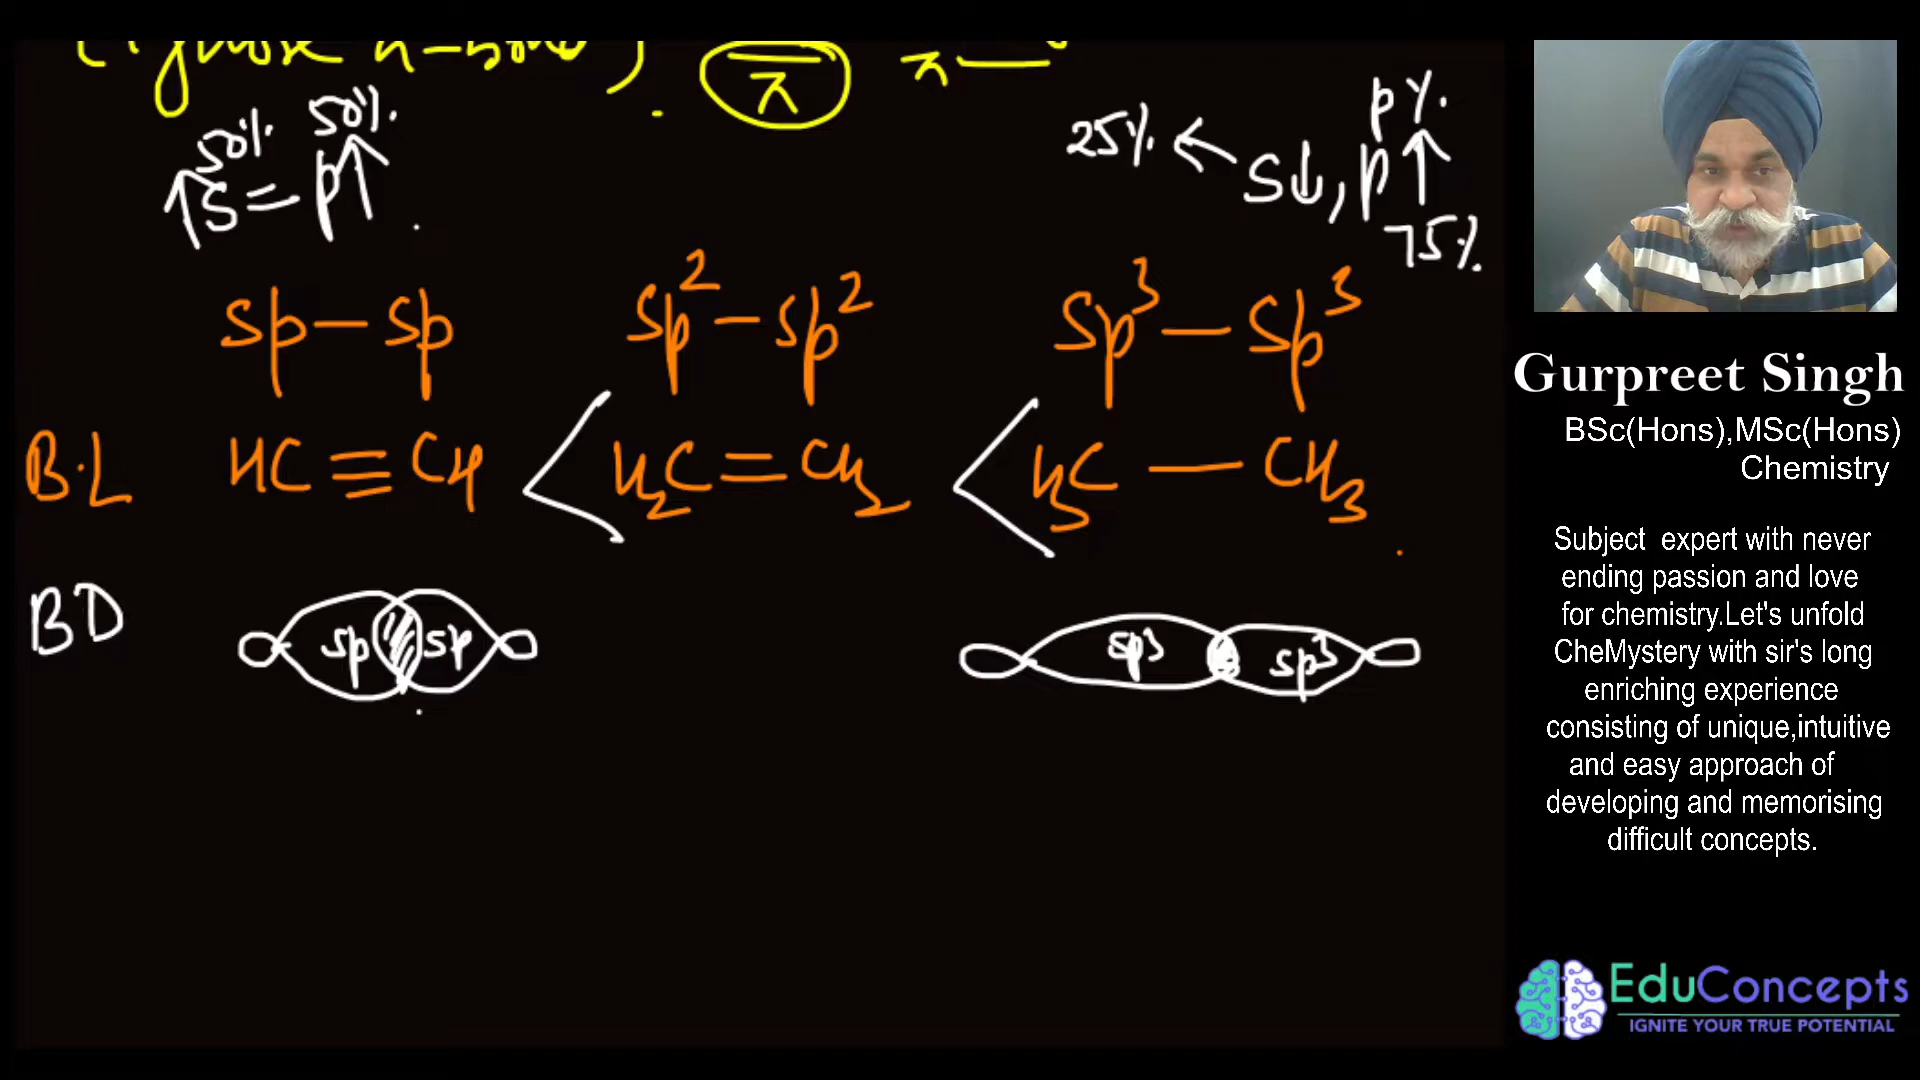 π
π
50% 50%
↑S = p↑
25% ← S↓, p↑
p%
75%
sp — sp sp² — sp² sp³ — sp³
B.L HC ≡ CH < H₂C = CH₂ < H₃C — CH₃
BD sp sp sp³ sp³
Gurpreet Singh
BSc(Hons),MSc(Hons)
Chemistry
Subject expert with never
ending passion and love
for chemistry.Let's unfold
CheMystery with sir's long
enriching experience
consisting of unique,intuitive
and easy approach of
developing and memorising
difficult concepts.
EduConcepts
IGNITE YOUR TRUE POTENTIAL